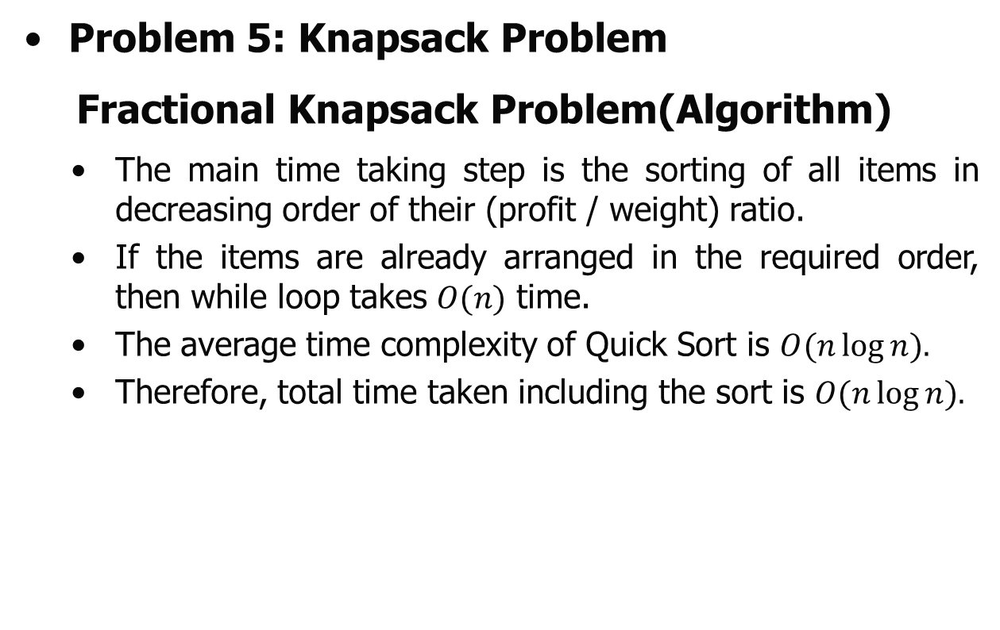 • Problem 5: Knapsack Problem
Fractional Knapsack Problem(Algorithm)
• The main time taking step is the sorting of all items in
decreasing order of their (profit / weight) ratio.
• If the items are already arranged in the required order,
then while loop takes O(n) time.
• The average time complexity of Quick Sort is O(n log n).
• Therefore, total time taken including the sort is O(n log n).